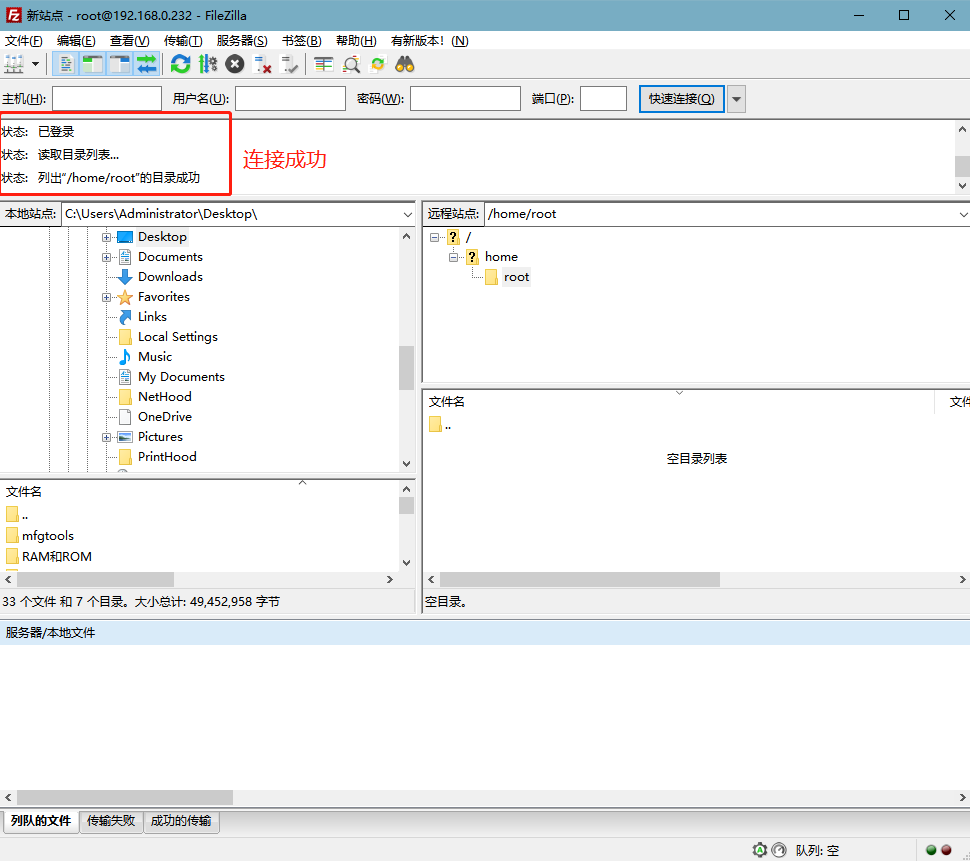 新站点 - root@192.168.0.232 - FileZilla
文件(F) 编辑(E) 查看(V) 传输(T) 服务器(S) 书签(B) 帮助(H) 有新版本! (N)
主机(H): 用户名(U): 密码(W): 端口(P): 快速连接(Q)
状态: 已登录
状态: 读取目录列表...
状态: 列出“/home/root”的目录成功
连接成功
本地站点: C:\Users\Administrator\Desktop\
Desktop
Documents
Downloads
Favorites
Links
Local Settings
Music
My Documents
NetHood
OneDrive
Pictures
PrintHood
文件名
..
mfgtools
RAM和ROM
33 个文件 和 7 个目录。大小总计: 49,452,958 字节
远程站点: /home/root
/
home
root
文件名 文件
..
空目录列表
空目录。
服务器/本地文件
列队的文件 传输失败 成功的传输
队列: 空